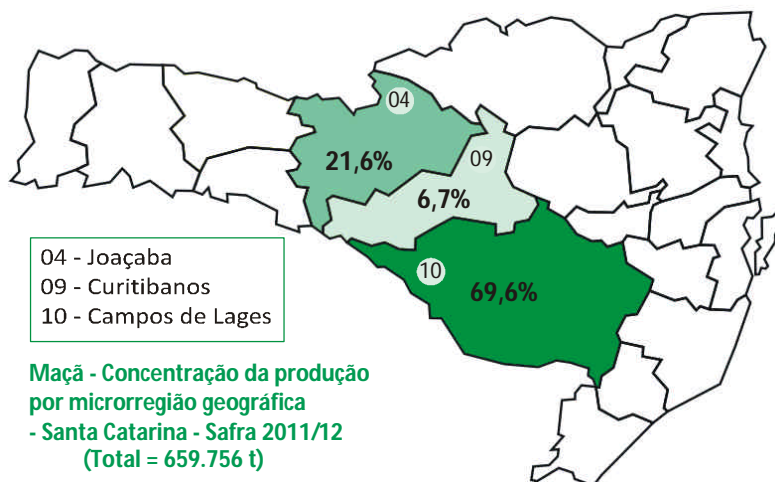 04
09
21,6%
6,7%
10
69,6%
04 - Joaçaba
09 - Curitibanos
10 - Campos de Lages
Maçã - Concentração da produção
por microrregião geográfica
- Santa Catarina - Safra 2011/12
(Total = 659.756 t)